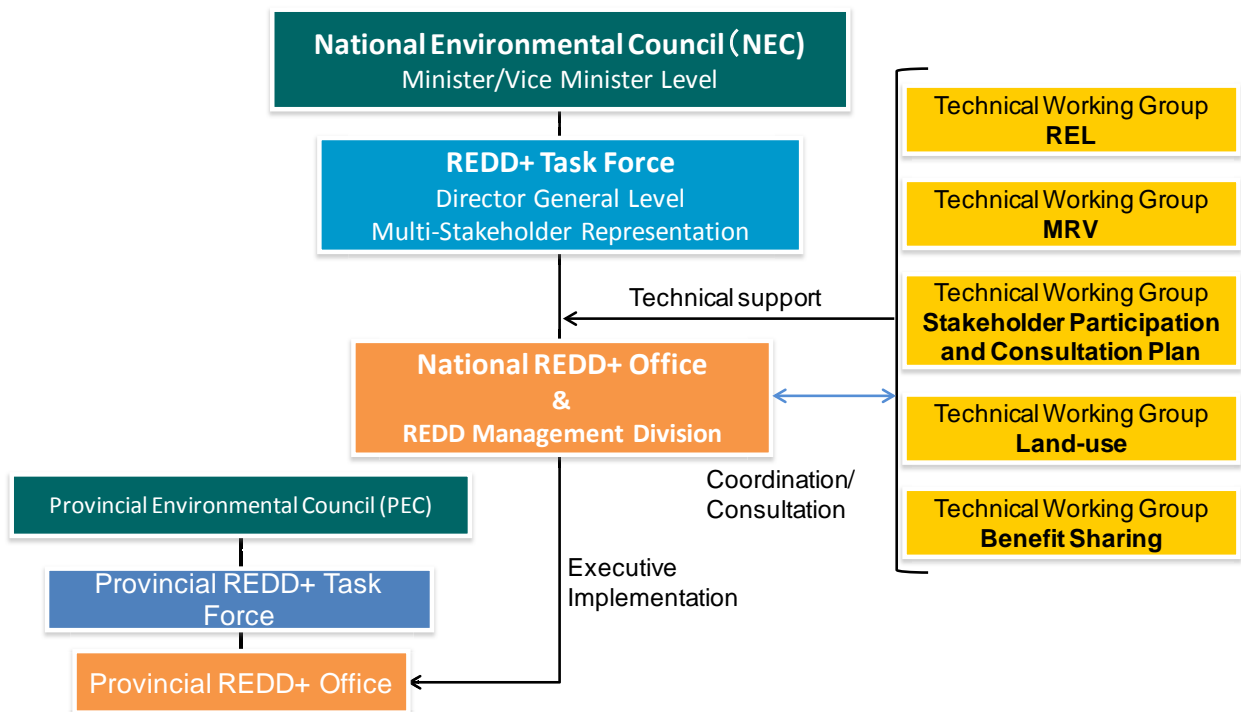 National Environmental Council（NEC)
Minister/Vice Minister Level
REDD+ Task Force
Director General Level
Multi-Stakeholder Representation
Technical support
National REDD+ Office
&
REDD Management Division
Coordination/
Consultation
Executive
Implementation
Provincial Environmental Council (PEC)
Provincial REDD+ Task
Force
Provincial REDD+ Office
Technical Working Group
REL
Technical Working Group
MRV
Technical Working Group
Stakeholder Participation
and Consultation Plan
Technical Working Group
Land-use
Technical Working Group
Benefit Sharing